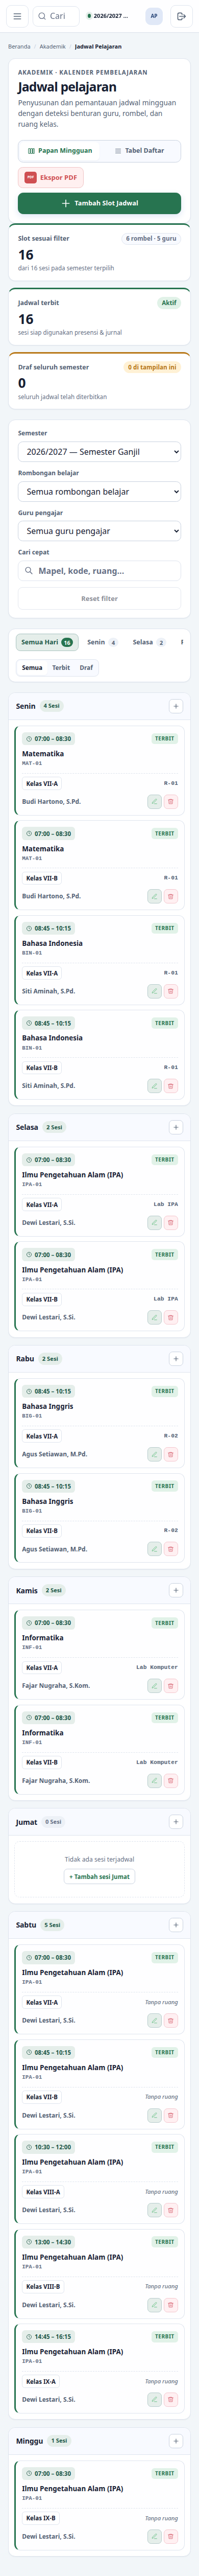 Cari
2026/2027 ...
AP
Beranda / Akademik / Jadwal Pelajaran
AKADEMIK · KALENDER PEMBELAJARAN
Jadwal pelajaran
Penyusunan dan pemantauan jadwal mingguan
dengan deteksi benturan guru, rombel, dan
ruang kelas.
Papan Mingguan
Tabel Daftar
Ekspor PDF
Tambah Slot Jadwal
Slot sesuai filter
6 rombel · 5 guru
16
dari 16 sesi pada semester terpilih
Jadwal terbit
Aktif
16
sesi siap digunakan presensi & jurnal
Draf seluruh semester
0 di tampilan ini
0
seluruh jadwal telah diterbitkan
Semester
2026/2027 — Semester Ganjil
Rombongan belajar
Semua rombongan belajar
Guru pengajar
Semua guru pengajar
Cari cepat
Mapel, kode, ruang...
Reset filter
Semua Hari 16
Senin 4
Selasa 2
Semua
Terbit
Draf
Senin 4 Sesi +
07:00 – 08:30 TERBIT
Matematika
MAT-01
Kelas VII-A R-01
Budi Hartono, S.Pd.
07:00 – 08:30 TERBIT
Matematika
MAT-01
Kelas VII-B R-01
Budi Hartono, S.Pd.
08:45 – 10:15 TERBIT
Bahasa Indonesia
BIN-01
Kelas VII-A R-01
Siti Aminah, S.Pd.
08:45 – 10:15 TERBIT
Bahasa Indonesia
BIN-01
Kelas VII-B R-01
Siti Aminah, S.Pd.
Selasa 2 Sesi +
07:00 – 08:30 TERBIT
Ilmu Pengetahuan Alam (IPA)
IPA-01
Kelas VII-A Lab IPA
Dewi Lestari, S.Si.
07:00 – 08:30 TERBIT
Ilmu Pengetahuan Alam (IPA)
IPA-01
Kelas VII-B Lab IPA
Dewi Lestari, S.Si.
Rabu 2 Sesi +
08:45 – 10:15 TERBIT
Bahasa Inggris
BIG-01
Kelas VII-A R-02
Agus Setiawan, M.Pd.
08:45 – 10:15 TERBIT
Bahasa Inggris
BIG-01
Kelas VII-B R-02
Agus Setiawan, M.Pd.
Kamis 2 Sesi +
07:00 – 08:30 TERBIT
Informatika
INF-01
Kelas VII-A Lab Komputer
Fajar Nugraha, S.Kom.
07:00 – 08:30 TERBIT
Informatika
INF-01
Kelas VII-B Lab Komputer
Fajar Nugraha, S.Kom.
Jumat 0 Sesi +
Tidak ada sesi terjadwal
+ Tambah sesi Jumat
Sabtu 5 Sesi +
07:00 – 08:30 TERBIT
Ilmu Pengetahuan Alam (IPA)
IPA-01
Kelas VII-A Tanpa ruang
Dewi Lestari, S.Si.
08:45 – 10:15 TERBIT
Ilmu Pengetahuan Alam (IPA)
IPA-01
Kelas VII-B Tanpa ruang
Dewi Lestari, S.Si.
10:30 – 12:00 TERBIT
Ilmu Pengetahuan Alam (IPA)
IPA-01
Kelas VIII-A Tanpa ruang
Dewi Lestari, S.Si.
13:00 – 14:30 TERBIT
Ilmu Pengetahuan Alam (IPA)
IPA-01
Kelas VIII-B Tanpa ruang
Dewi Lestari, S.Si.
14:45 – 16:15 TERBIT
Ilmu Pengetahuan Alam (IPA)
IPA-01
Kelas IX-A Tanpa ruang
Dewi Lestari, S.Si.
Minggu 1 Sesi +
07:00 – 08:30 TERBIT
Ilmu Pengetahuan Alam (IPA)
IPA-01
Kelas IX-B Tanpa ruang
Dewi Lestari, S.Si.